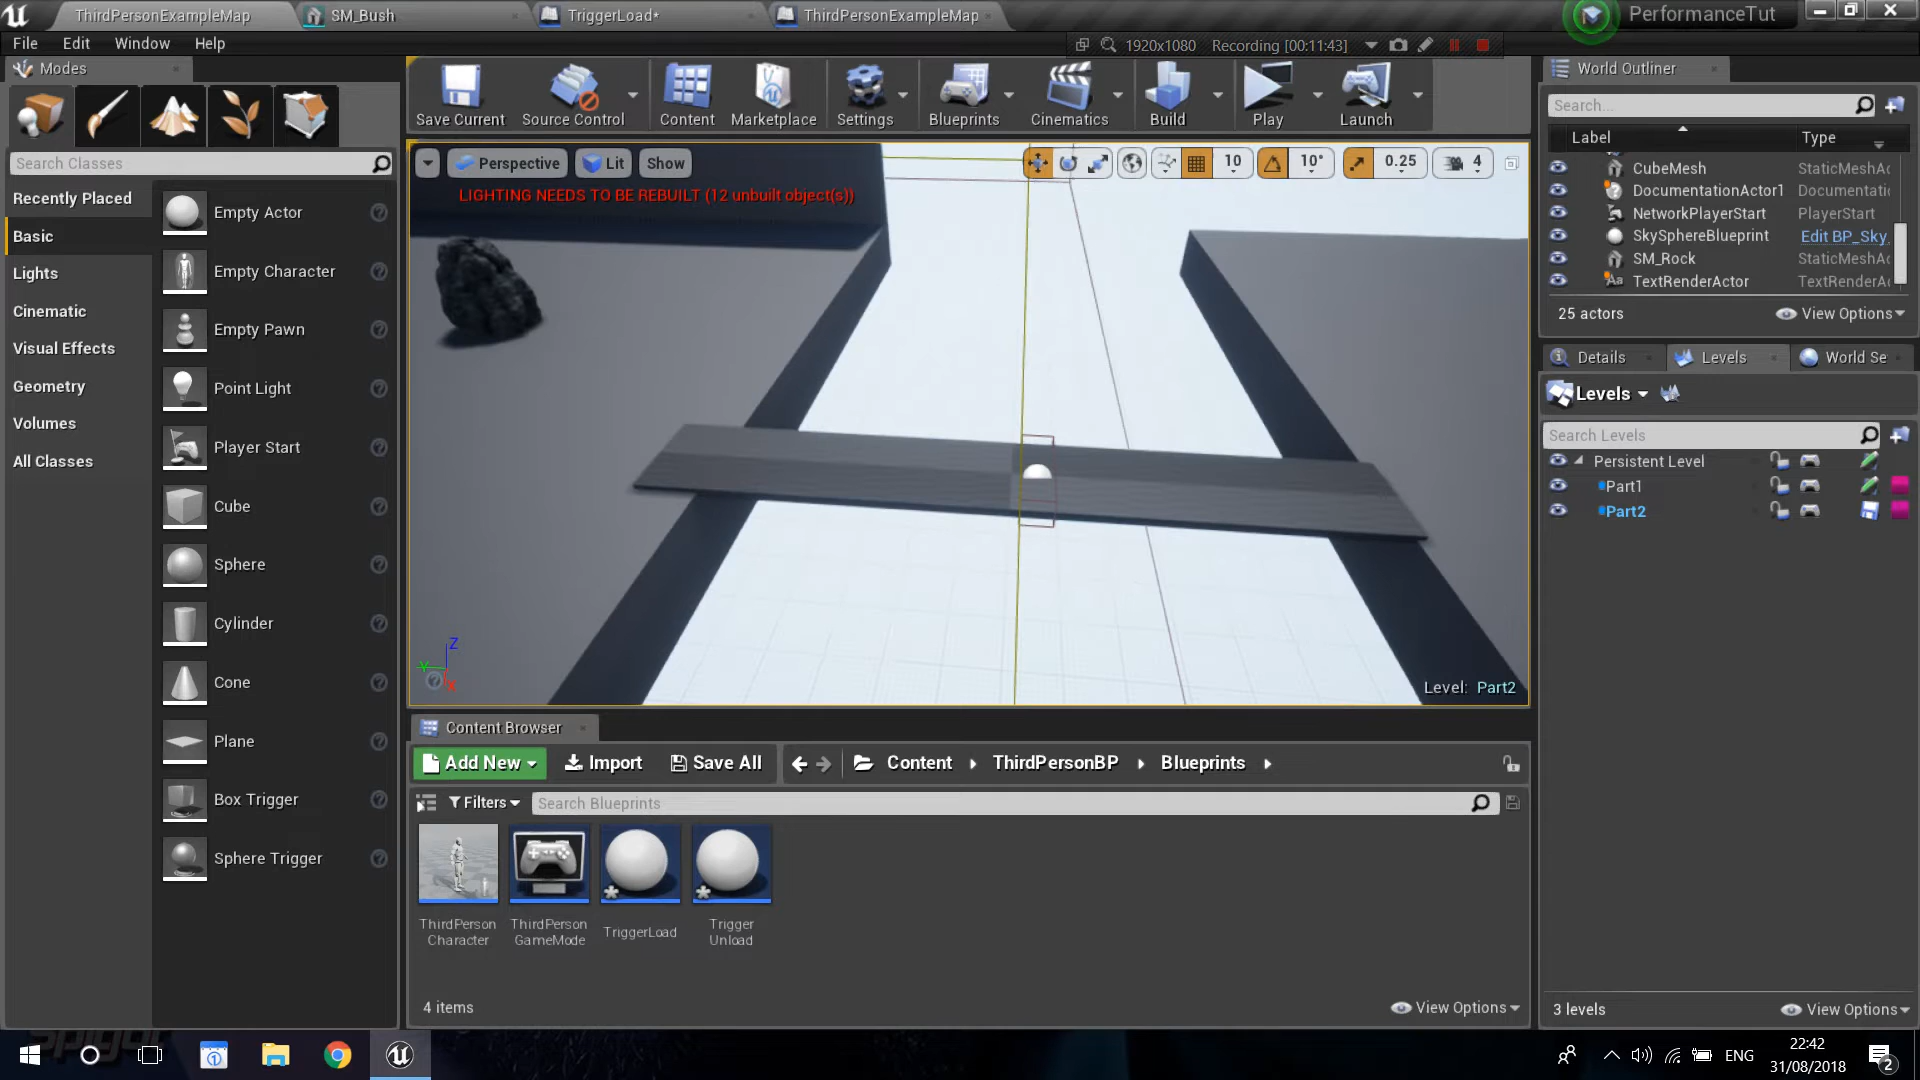 ThirdPersonExampleMap
SM_Bush
TriggerLoad*
ThirdPersonExampleMap
PerformanceTut
File
Edit
Window
Help
1920x1080
Recording [00:11:43]
Modes
World Outliner
Save Current
Source Control
Content
Marketplace
Settings
Blueprints
Cinematics
Build
Play
Launch
Search...
Label
Type
Search Classes
Perspective
Lit
Show
10
10°
0.25
4
LIGHTING NEEDS TO BE REBUILT (12 unbuilt object(s))
CubeMesh
StaticMeshAc
DocumentationActor1
Documentatic
NetworkPlayerStart
PlayerStart
SkySphereBlueprint
Edit BP_Sky_
SM_Rock
StaticMeshAc
TextRenderActor
TextRenderAc
25 actors
View Options
Recently Placed
Basic
Lights
Cinematic
Visual Effects
Geometry
Volumes
All Classes
Empty Actor
Empty Character
Empty Pawn
Point Light
Player Start
Cube
Sphere
Cylinder
Cone
Plane
Box Trigger
Sphere Trigger
Details
Levels
World Se
Levels
Search Levels
Persistent Level
Part1
Part2
Z
Y
X
Level: Part2
Content Browser
Add New
Import
Save All
Content
ThirdPersonBP
Blueprints
Filters
Search Blueprints
ThirdPerson
Character
ThirdPerson
GameMode
TriggerLoad
Trigger
Unload
4 items
View Options
3 levels
View Options
ENG
22:42
31/08/2018
2